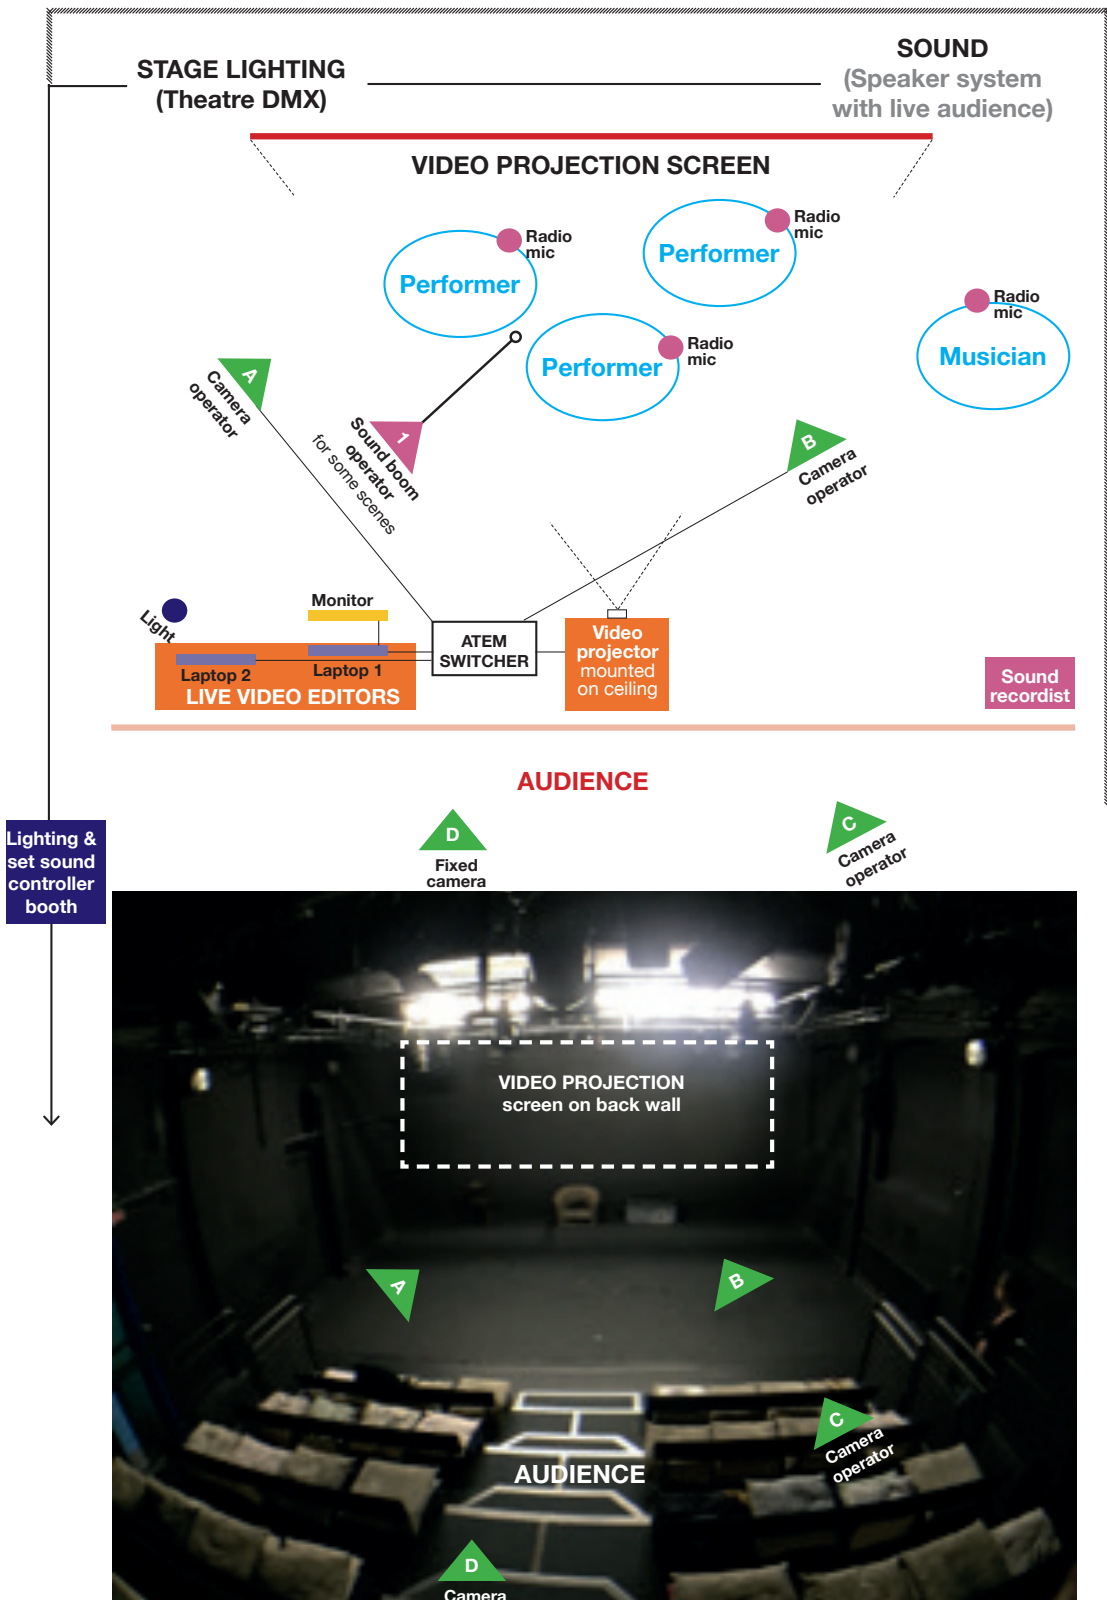 STAGE LIGHTING
(Theatre DMX)
SOUND
(Speaker system
with live audience)
VIDEO PROJECTION SCREEN
Radio
mic
Performer
Radio
mic
Performer
Radio
mic
Performer
Radio
mic
Musician
A
Camera
operator
1
Sound boom
operator
for some scenes
B
Camera
operator
Light
Monitor
Laptop 2
Laptop 1
LIVE VIDEO EDITORS
ATEM
SWITCHER
Video
projector
mounted
on ceiling
Sound
recordist
AUDIENCE
D
Fixed
camera
C
Camera
operator
Lighting &
set sound
controller
booth
VIDEO PROJECTION
screen on back wall
A
B
C
Camera
operator
AUDIENCE
D
Camera